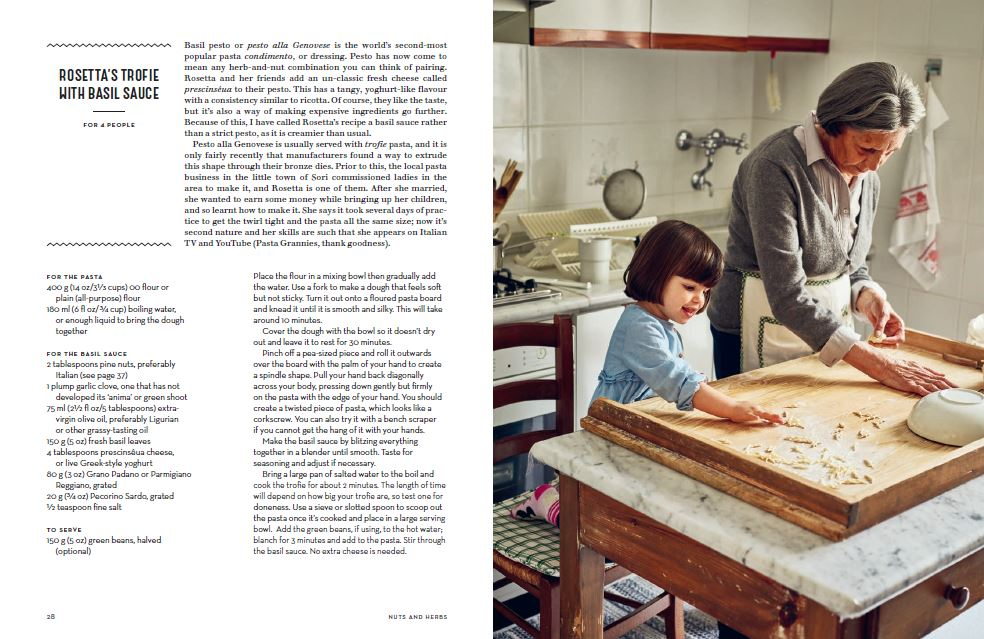 ROSETTA'S TROFIE
WITH BASIL SAUCE
FOR 4 PEOPLE
Basil pesto or pesto alla Genovese is the world's second-most
popular pasta condimento, or dressing. Pesto has now come to
mean any herb-and-nut combination you can think of pairing.
Rosetta and her friends add an un-classic fresh cheese called
prescinsêua to their pesto. This has a tangy, yoghurt-like flavour
with a consistency similar to ricotta. Of course, they like the taste,
but it's also a way of making expensive ingredients go further.
Because of this, I have called Rosetta's recipe a basil sauce rather
than a strict pesto, as it is creamier than usual.
Pesto alla Genovese is usually served with trofie pasta, and it is
only fairly recently that manufacturers found a way to extrude
this shape through their bronze dies. Prior to this, the local pasta
business in the little town of Sori commissioned ladies in the
area to make it, and Rosetta is one of them. After she married,
she wanted to earn some money while bringing up her children,
and so learnt how to make it. She says it took several days of prac-
tice to get the twirl tight and the pasta all the same size; now it's
second nature and her skills are such that she appears on Italian
TV and YouTube (Pasta Grannies, thank goodness).
FOR THE PASTA
400 g (14 oz/3⅓ cups) 00 flour or
plain (all-purpose) flour
180 ml (6 fl oz/¾ cup) boiling water,
or enough liquid to bring the dough
together
FOR THE BASIL SAUCE
2 tablespoons pine nuts, preferably
Italian (see page 37)
1 plump garlic clove, one that has not
developed its 'anima' or green shoot
75 ml (2½ fl oz/5 tablespoons) extra-
virgin olive oil, preferably Ligurian
or other grassy-tasting oil
150 g (5 oz) fresh basil leaves
4 tablespoons prescinsêua cheese,
or live Greek-style yoghurt
80 g (3 oz) Grano Padano or Parmigiano
Reggiano, grated
20 g (¾ oz) Pecorino Sardo, grated
½ teaspoon fine salt
TO SERVE
150 g (5 oz) green beans, halved
(optional)
Place the flour in a mixing bowl then gradually add
the water. Use a fork to make a dough that feels soft
but not sticky. Turn it out onto a floured pasta board
and knead it until it is smooth and silky. This will take
around 10 minutes.
Cover the dough with the bowl so it doesn't dry
out and leave it to rest for 30 minutes.
Pinch off a pea-sized piece and roll it outwards
over the board with the palm of your hand to create
a spindle shape. Pull your hand back diagonally
across your body, pressing down gently but firmly
on the pasta with the edge of your hand. You should
create a twisted piece of pasta, which looks like a
corkscrew. You can also try it with a bench scraper
if you cannot get the hang of it with your hands.
Make the basil sauce by blitzing everything
together in a blender until smooth. Taste for
seasoning and adjust if necessary.
Bring a large pan of salted water to the boil and
cook the trofie for about 2 minutes. The length of time
will depend on how big your trofie are, so test one for
doneness. Use a sieve or slotted spoon to scoop out
the pasta once it's cooked and place in a large serving
bowl. Add the green beans, if using, to the hot water;
blanch for 3 minutes and add to the pasta. Stir through
the basil sauce. No extra cheese is needed.
28
NUTS AND HERBS